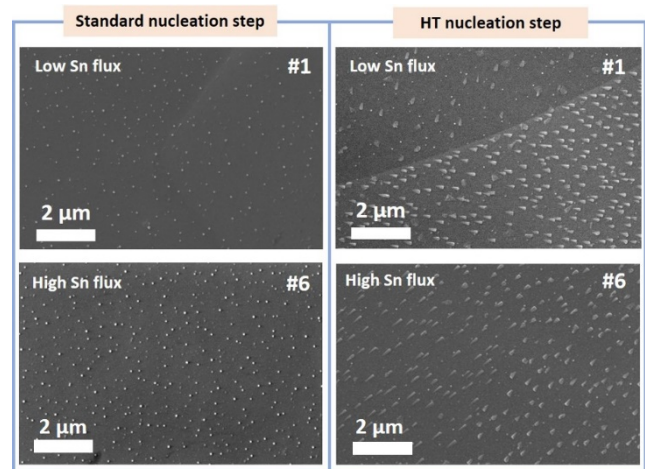 Standard nucleation step
HT nucleation step
Low Sn flux
#1
2 µm
Low Sn flux
#1
2 µm
High Sn flux
#6
2 µm
High Sn flux
#6
2 µm